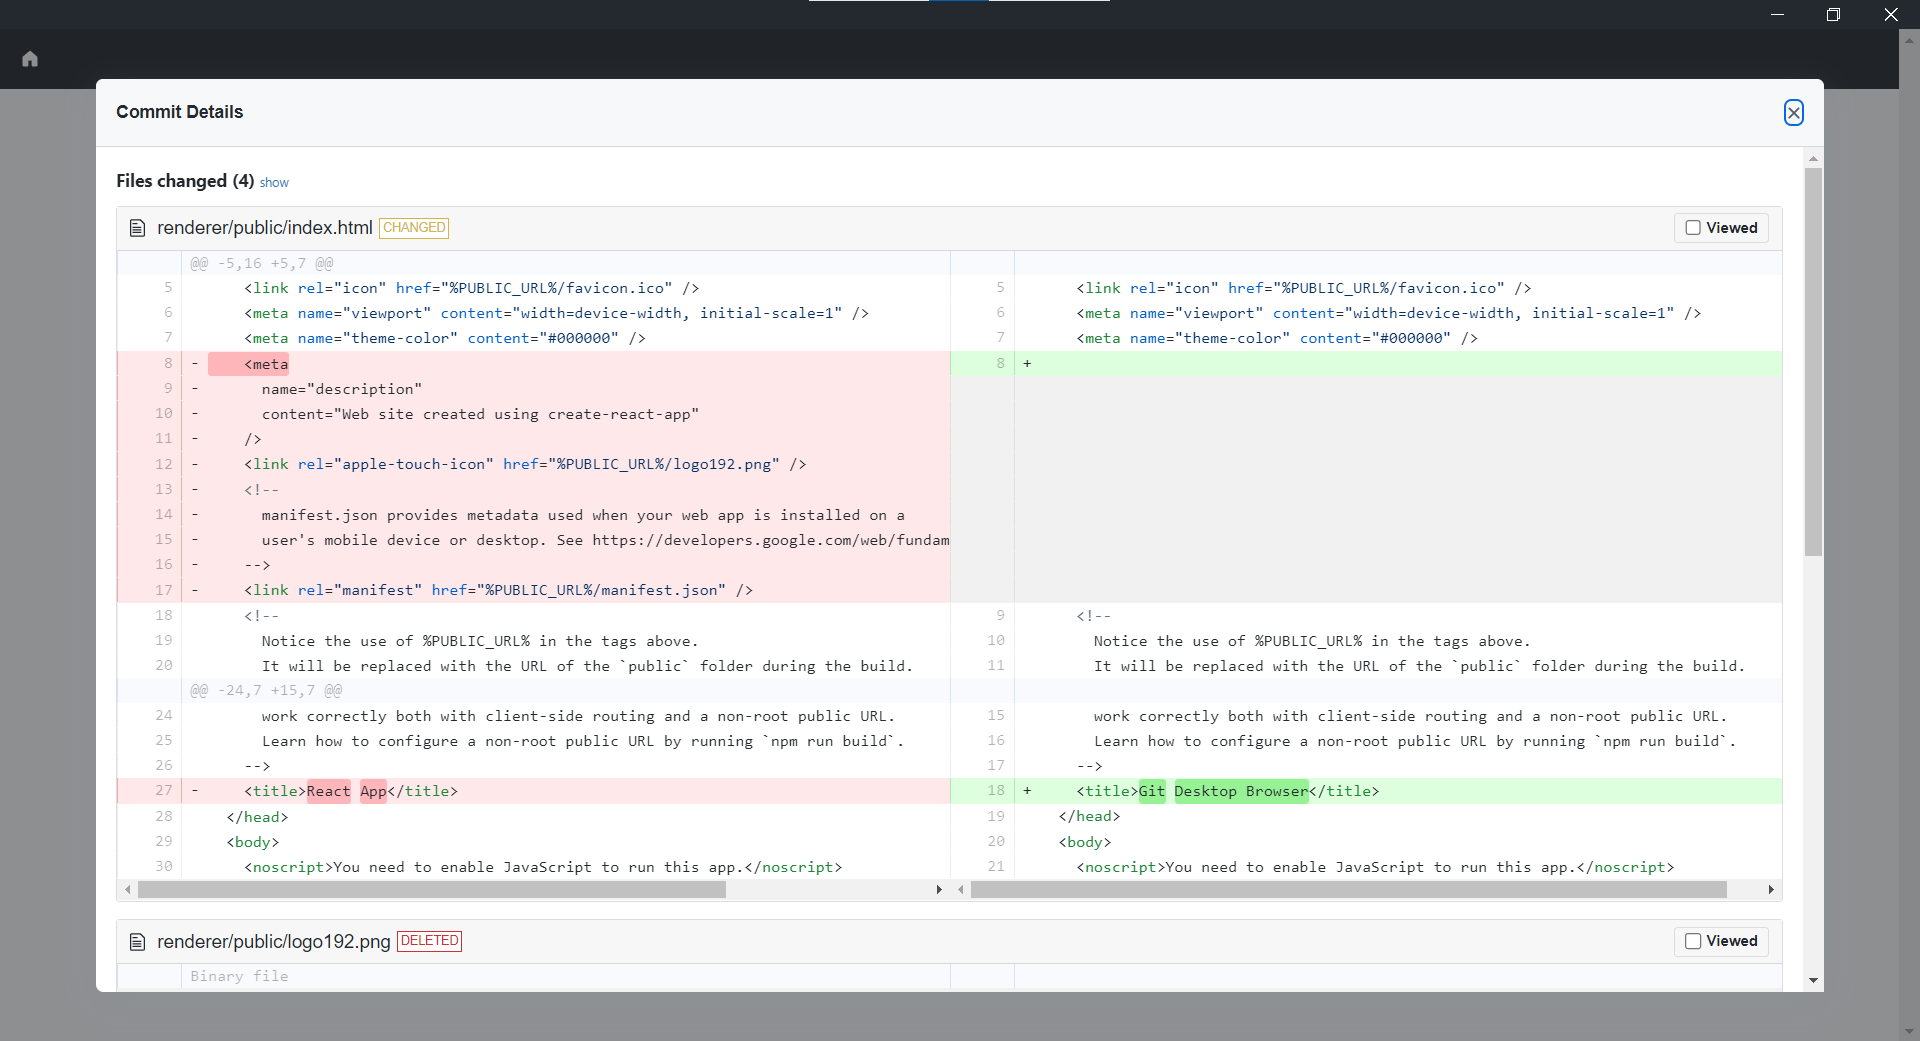 Commit Details
Files changed (4) show
renderer/public/index.html CHANGED
Viewed
@@ -5,16 +5,7 @@
5 <link rel="icon" href="%PUBLIC_URL%/favicon.ico" />
6 <meta name="viewport" content="width=device-width, initial-scale=1" />
7 <meta name="theme-color" content="#000000" />
8 - <meta
9 - name="description"
10 - content="Web site created using create-react-app"
11 - />
12 - <link rel="apple-touch-icon" href="%PUBLIC_URL%/logo192.png" />
13 - <!--
14 - manifest.json provides metadata used when your web app is installed on a
15 - user's mobile device or desktop. See https://developers.google.com/web/fundam
16 - -->
17 - <link rel="manifest" href="%PUBLIC_URL%/manifest.json" />
18 <!--
19 Notice the use of %PUBLIC_URL% in the tags above.
20 It will be replaced with the URL of the `public` folder during the build.
@@ -24,7 +15,7 @@
24 work correctly both with client-side routing and a non-root public URL.
25 Learn how to configure a non-root public URL by running `npm run build`.
26 -->
27 - <title>React App</title>
28 </head>
29 <body>
30 <noscript>You need to enable JavaScript to run this app.</noscript>
5 <link rel="icon" href="%PUBLIC_URL%/favicon.ico" />
6 <meta name="viewport" content="width=device-width, initial-scale=1" />
7 <meta name="theme-color" content="#000000" />
8 +
9 <!--
10 Notice the use of %PUBLIC_URL% in the tags above.
11 It will be replaced with the URL of the `public` folder during the build.
15 work correctly both with client-side routing and a non-root public URL.
16 Learn how to configure a non-root public URL by running `npm run build`.
17 -->
18 + <title>Git Desktop Browser</title>
19 </head>
20 <body>
21 <noscript>You need to enable JavaScript to run this app.</noscript>
renderer/public/logo192.png DELETED
Viewed
Binary file